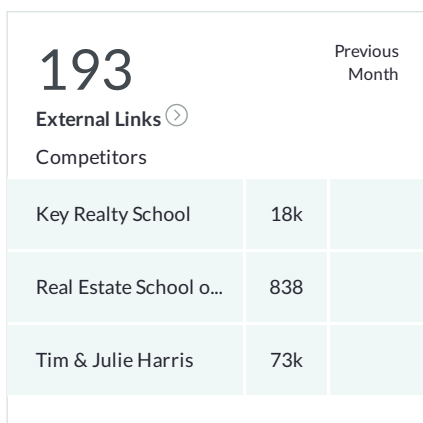 193
Previous
Month
External Links
Competitors
Key Realty School 18k
Real Estate School o... 838
Tim & Julie Harris 73k